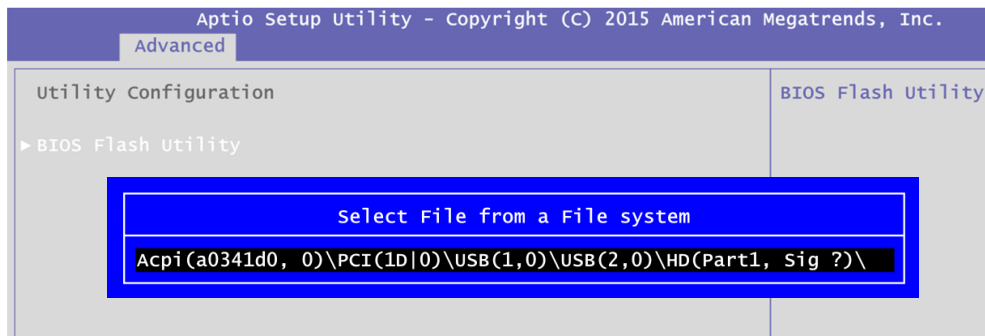 Aptio Setup Utility - Copyright (C) 2015 American Megatrends, Inc.
Advanced
Utility Configuration
BIOS Flash Utility
►BIOS Flash Utility
Select File from a File system
Acpi(a0341d0, 0)\PCI(1D|0)\USB(1,0)\USB(2,0)\HD(Part1, Sig ?)\